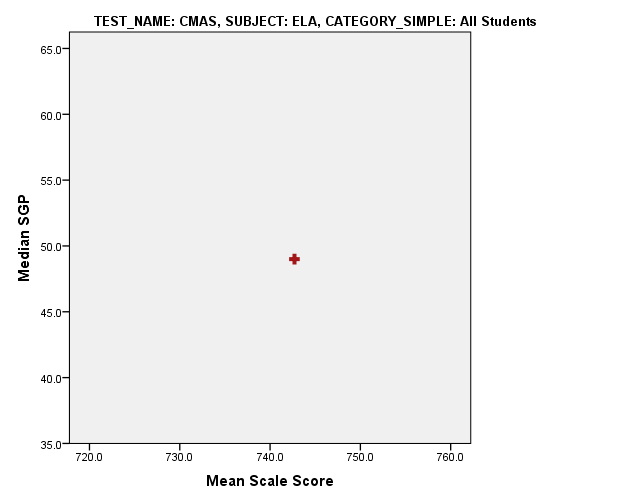 TEST_NAME: CMAS, SUBJECT: ELA, CATEGORY_SIMPLE: All Students
65.0
60.0
55.0
50.0
45.0
40.0
35.0
Median SGP
720.0 730.0 740.0 750.0 760.0
Mean Scale Score